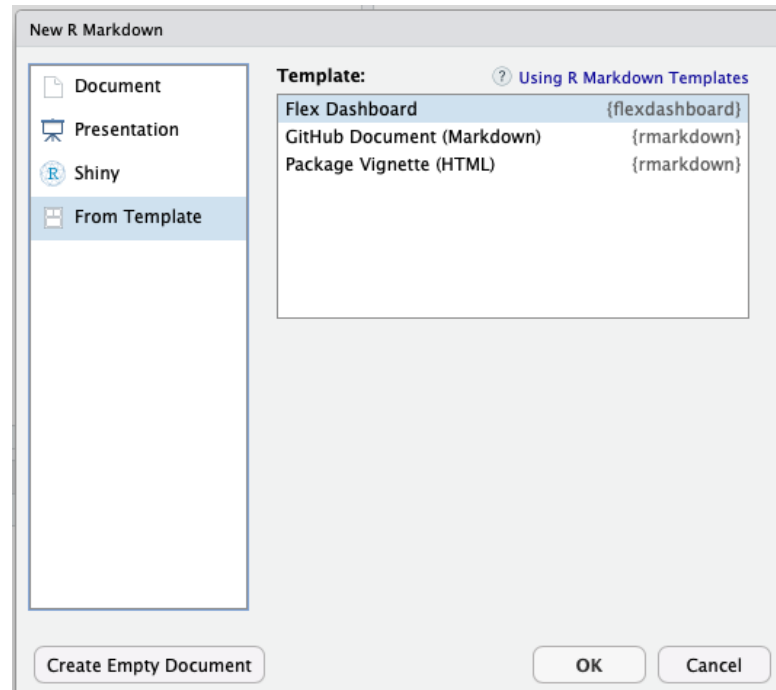 New R Markdown
Document
Presentation
R Shiny
From Template
Template:
? Using R Markdown Templates
Flex Dashboard {flexdashboard}
GitHub Document (Markdown) {rmarkdown}
Package Vignette (HTML) {rmarkdown}
Create Empty Document
OK
Cancel